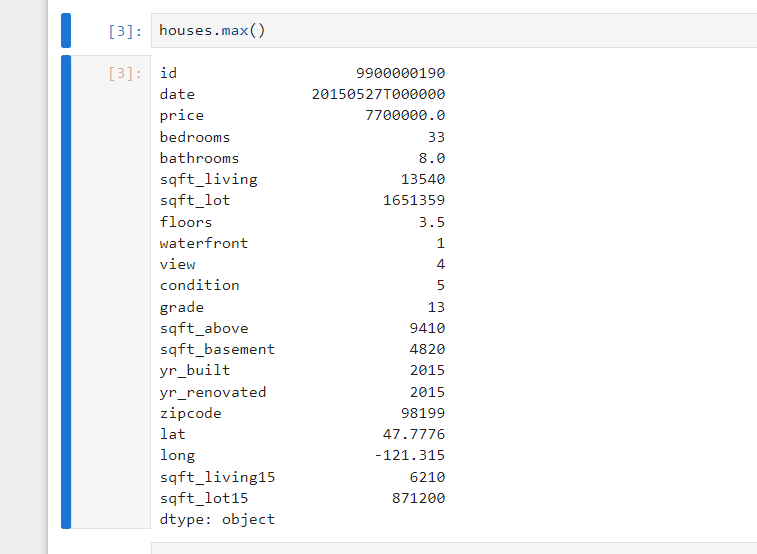 [3]: houses.max()
[3]: id 9900000190
date 20150527T000000
price 7700000.0
bedrooms 33
bathrooms 8.0
sqft_living 13540
sqft_lot 1651359
floors 3.5
waterfront 1
view 4
condition 5
grade 13
sqft_above 9410
sqft_basement 4820
yr_built 2015
yr_renovated 2015
zipcode 98199
lat 47.7776
long -121.315
sqft_living15 6210
sqft_lot15 871200
dtype: object